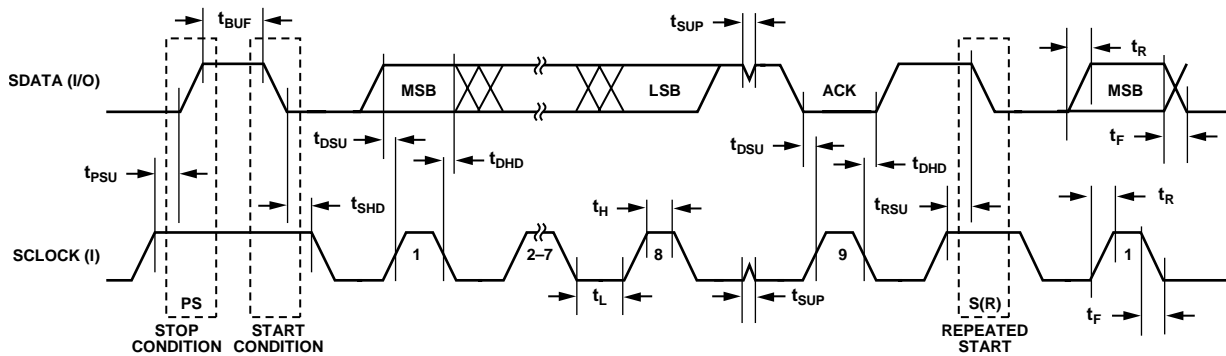 tBUF
tSUP
tR
SDATA (I/O)
MSB
LSB
ACK
MSB
tDSU
tDHD
tDSU
tDHD
tF
tPSU
tSHD
tH
tRSU
tR
SCLOCK (I)
1
2–7
8
9
1
PS
tL
tSUP
S(R)
tF
STOP
CONDITION
START
CONDITION
REPEATED
START